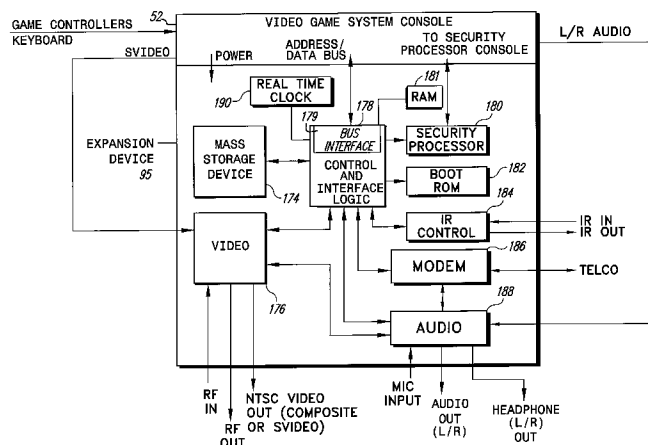 GAME CONTROLLERS
KEYBOARD
52
VIDEO GAME SYSTEM CONSOLE
TO SECURITY
PROCESSOR CONSOLE
L/R AUDIO
SVIDEO
POWER
ADDRESS/
DATA BUS
REAL TIME
CLOCK
190
179
178
181
RAM
BUS
INTERFACE
CONTROL
AND
INTERFACE
LOGIC
180
SECURITY
PROCESSOR
EXPANSION
DEVICE
95
MASS
STORAGE
DEVICE
174
182
BOOT
ROM
184
IR
CONTROL
IR IN
IR OUT
VIDEO
176
186
MODEM
TELCO
188
AUDIO
RF
IN
RF
OUT
NTSC VIDEO
OUT (COMPOSITE
OR SVIDEO)
MIC
INPUT
AUDIO
OUT
(L/R)
HEADPHONE
(L/R)
OUT